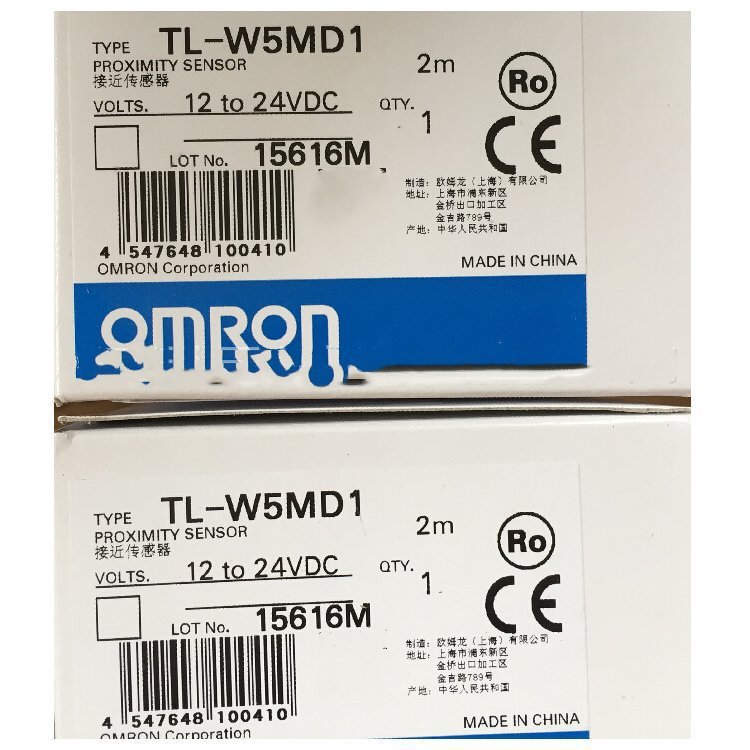 TYPE TL-W5MD1
PROXIMITY SENSOR 2m Ro
接近传感器
VOLTS. 12 to 24VDC QTY. 1
CE
LOT No. 15616M
制造: 欧姆龙(上海)有限公司
地址: 上海市浦东新区
金桥出口加工区
金吉路789号
产地: 中华人民共和国
4 547648 100410
OMRON Corporation MADE IN CHINA
OMRON
TYPE TL-W5MD1
PROXIMITY SENSOR 2m Ro
接近传感器
VOLTS. 12 to 24VDC QTY. 1
CE
LOT No. 15616M
制造: 欧姆龙(上海)有限公司
地址: 上海市浦东新区
金桥出口加工区
金吉路789号
产地: 中华人民共和国
4 547648 100410
OMRON Corporation MADE IN CHINA